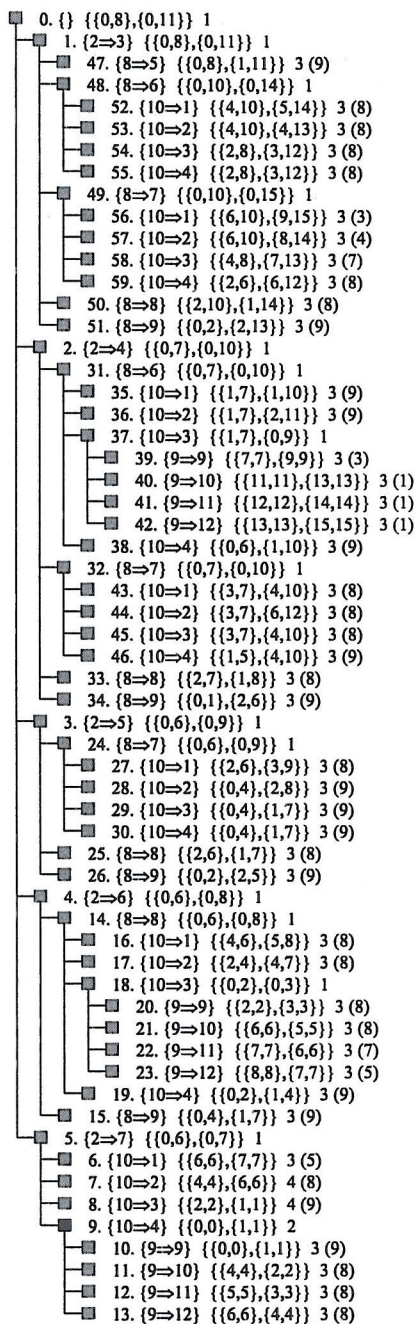 0. {} {{0,8},{0,11}} 1
1. {2⇒3} {{0,8},{0,11}} 1
47. {8⇒5} {{0,8},{1,11}} 3 (9)
48. {8⇒6} {{0,10},{0,14}} 1
52. {10⇒1} {{4,10},{5,14}} 3 (8)
53. {10⇒2} {{4,10},{4,13}} 3 (8)
54. {10⇒3} {{2,8},{3,12}} 3 (8)
55. {10⇒4} {{2,8},{3,12}} 3 (8)
49. {8⇒7} {{0,10},{0,15}} 1
56. {10⇒1} {{6,10},{9,15}} 3 (3)
57. {10⇒2} {{6,10},{8,14}} 3 (4)
58. {10⇒3} {{4,8},{7,13}} 3 (7)
59. {10⇒4} {{2,6},{6,12}} 3 (8)
50. {8⇒8} {{2,10},{1,14}} 3 (8)
51. {8⇒9} {{0,2},{2,13}} 3 (9)
2. {2⇒4} {{0,7},{0,10}} 1
31. {8⇒6} {{0,7},{0,10}} 1
35. {10⇒1} {{1,7},{1,10}} 3 (9)
36. {10⇒2} {{1,7},{2,11}} 3 (9)
37. {10⇒3} {{1,7},{0,9}} 1
39. {9⇒9} {{7,7},{9,9}} 3 (3)
40. {9⇒10} {{11,11},{13,13}} 3 (1)
41. {9⇒11} {{12,12},{14,14}} 3 (1)
42. {9⇒12} {{13,13},{15,15}} 3 (1)
38. {10⇒4} {{0,6},{1,10}} 3 (9)
32. {8⇒7} {{0,7},{0,10}} 1
43. {10⇒1} {{3,7},{4,10}} 3 (8)
44. {10⇒2} {{3,7},{6,12}} 3 (8)
45. {10⇒3} {{3,7},{4,10}} 3 (8)
46. {10⇒4} {{1,5},{4,10}} 3 (9)
33. {8⇒8} {{2,7},{1,8}} 3 (8)
34. {8⇒9} {{0,1},{2,6}} 3 (9)
3. {2⇒5} {{0,6},{0,9}} 1
24. {8⇒7} {{0,6},{0,9}} 1
27. {10⇒1} {{2,6},{3,9}} 3 (8)
28. {10⇒2} {{0,4},{2,8}} 3 (9)
29. {10⇒3} {{0,4},{1,7}} 3 (9)
30. {10⇒4} {{0,4},{1,7}} 3 (9)
25. {8⇒8} {{2,6},{1,7}} 3 (8)
26. {8⇒9} {{0,2},{2,5}} 3 (9)
4. {2⇒6} {{0,6},{0,8}} 1
14. {8⇒8} {{0,6},{0,8}} 1
16. {10⇒1} {{4,6},{5,8}} 3 (8)
17. {10⇒2} {{2,4},{4,7}} 3 (8)
18. {10⇒3} {{0,2},{0,3}} 1
20. {9⇒9} {{2,2},{3,3}} 3 (8)
21. {9⇒10} {{6,6},{5,5}} 3 (8)
22. {9⇒11} {{7,7},{6,6}} 3 (7)
23. {9⇒12} {{8,8},{7,7}} 3 (5)
19. {10⇒4} {{0,2},{1,4}} 3 (9)
15. {8⇒9} {{0,4},{1,7}} 3 (9)
5. {2⇒7} {{0,6},{0,7}} 1
6. {10⇒1} {{6,6},{7,7}} 3 (5)
7. {10⇒2} {{4,4},{6,6}} 4 (8)
8. {10⇒3} {{2,2},{1,1}} 4 (9)
9. {10⇒4} {{0,0},{1,1}} 2
10. {9⇒9} {{0,0},{1,1}} 3 (9)
11. {9⇒10} {{4,4},{2,2}} 3 (8)
12. {9⇒11} {{5,5},{3,3}} 3 (8)
13. {9⇒12} {{6,6},{4,4}} 3 (8)